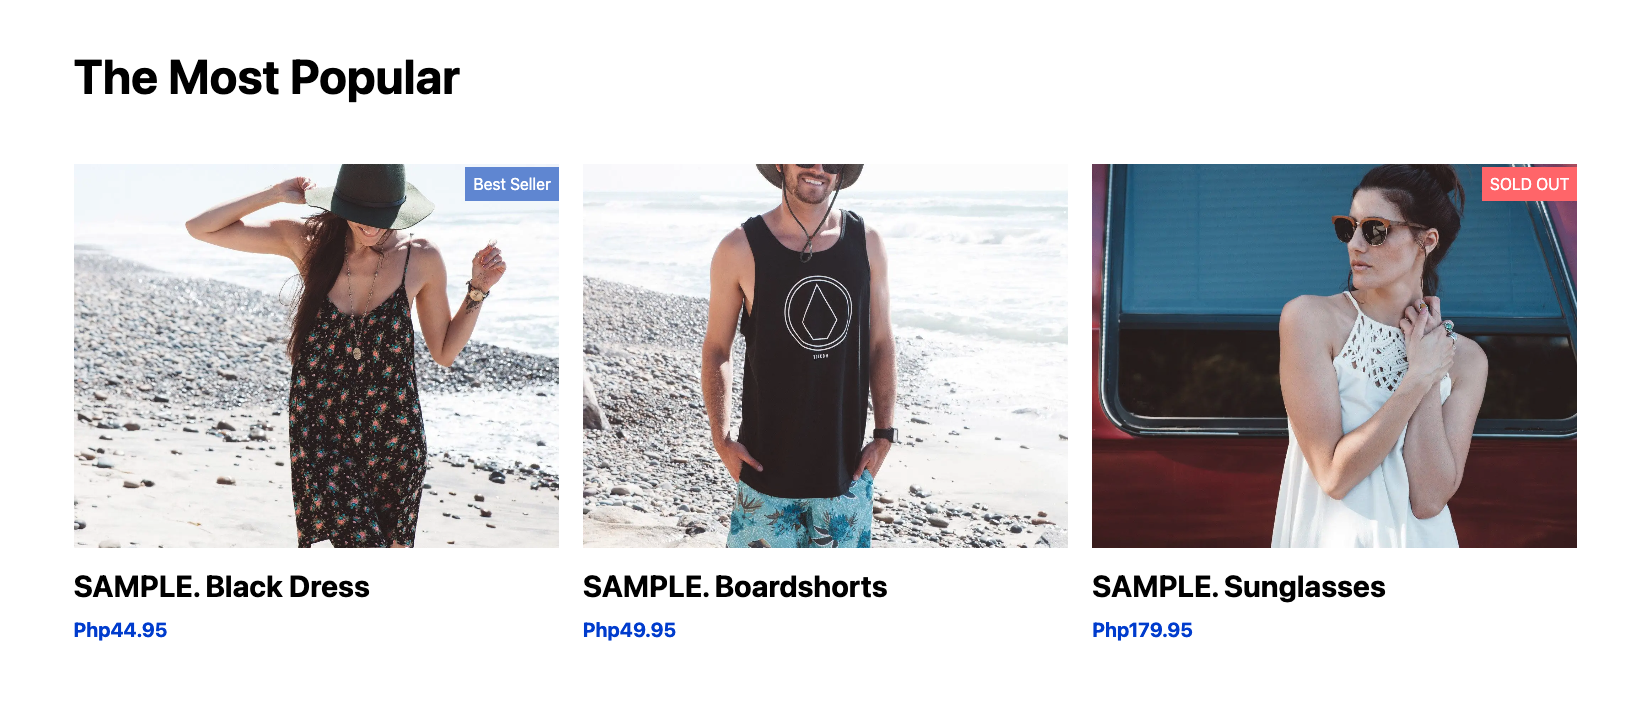 The Most Popular
Best Seller
SOLD OUT
SAMPLE. Black Dress
SAMPLE. Boardshorts
SAMPLE. Sunglasses
Php44.95
Php49.95
Php179.95